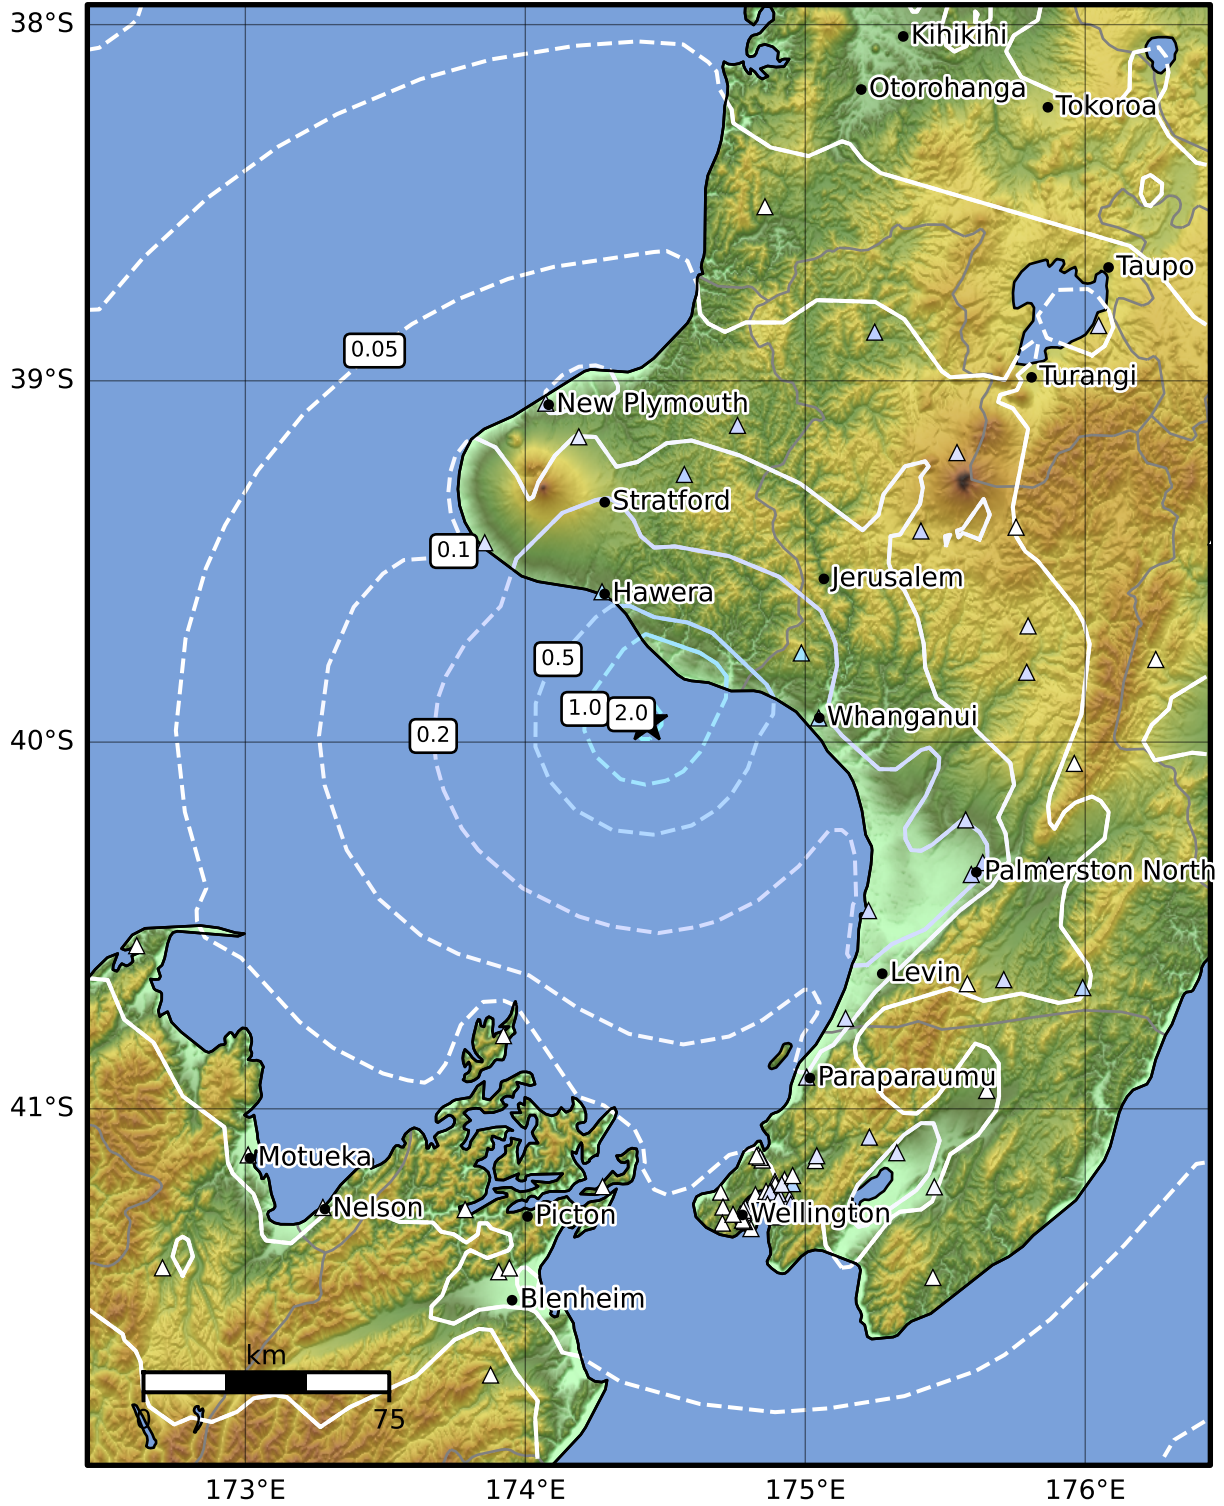 38°S
Kihikihi
Otorohanga
Tokoroa
Taupo
0.05
39°S
Turangi
New Plymouth
Stratford
0.1
Jerusalem
Hawera
0.5
1.0
2.0
Whanganui
0.2
40°S
Palmerston North
Levin
Paraparaumu
41°S
Motueka
Nelson
Picton
Wellington
Blenheim
km
0
75
173°E
174°E
175°E
176°E